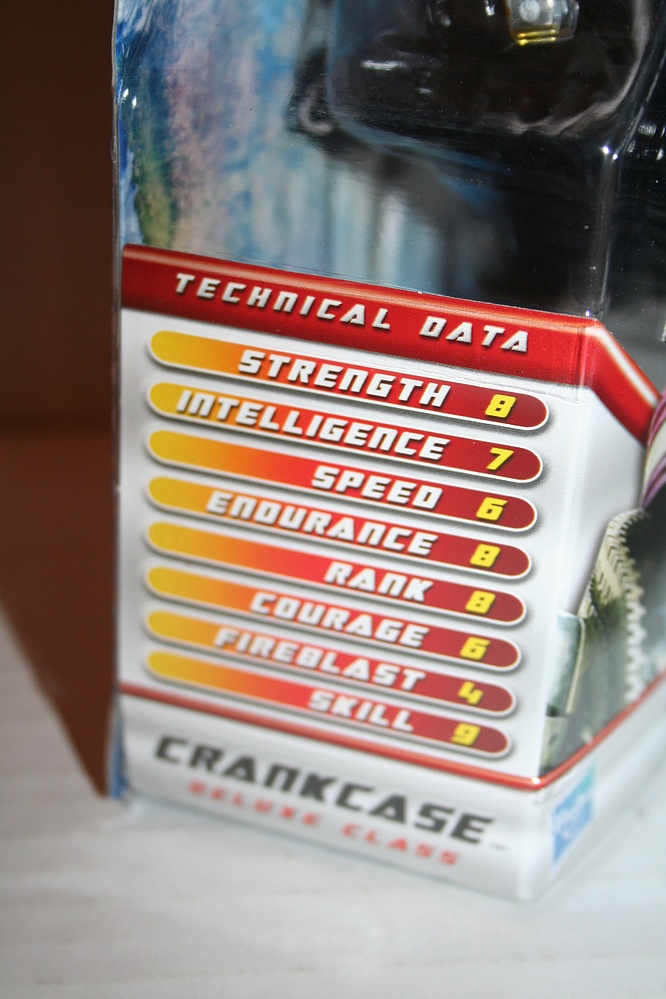 TECHNICAL DATA
STRENGTH 8
INTELLIGENCE 7
SPEED 6
ENDURANCE 8
RANK 8
COURAGE 6
FIREBLAST 4
SKILL 9
CRANKCASE™
DELUXE CLASS